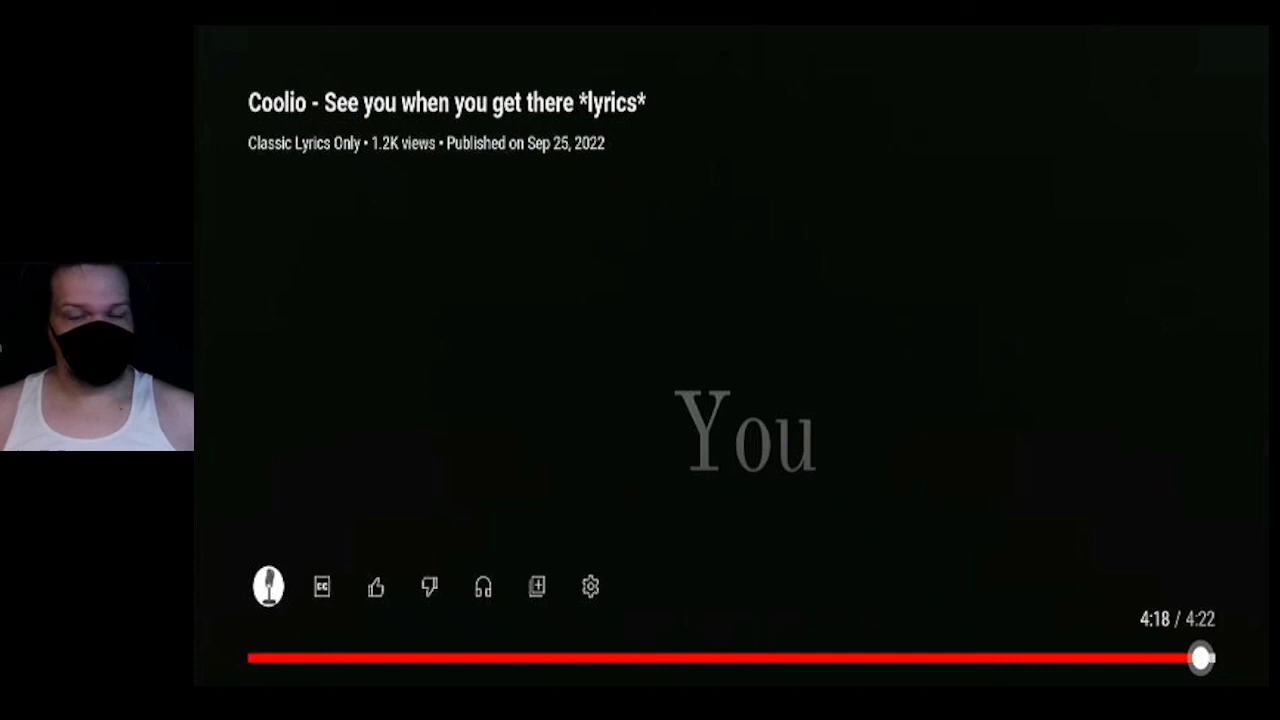 Coolio - See you when you get there *lyrics*
Classic Lyrics Only • 1.2K views • Published on Sep 25, 2022
You
CC
4:18 / 4:22